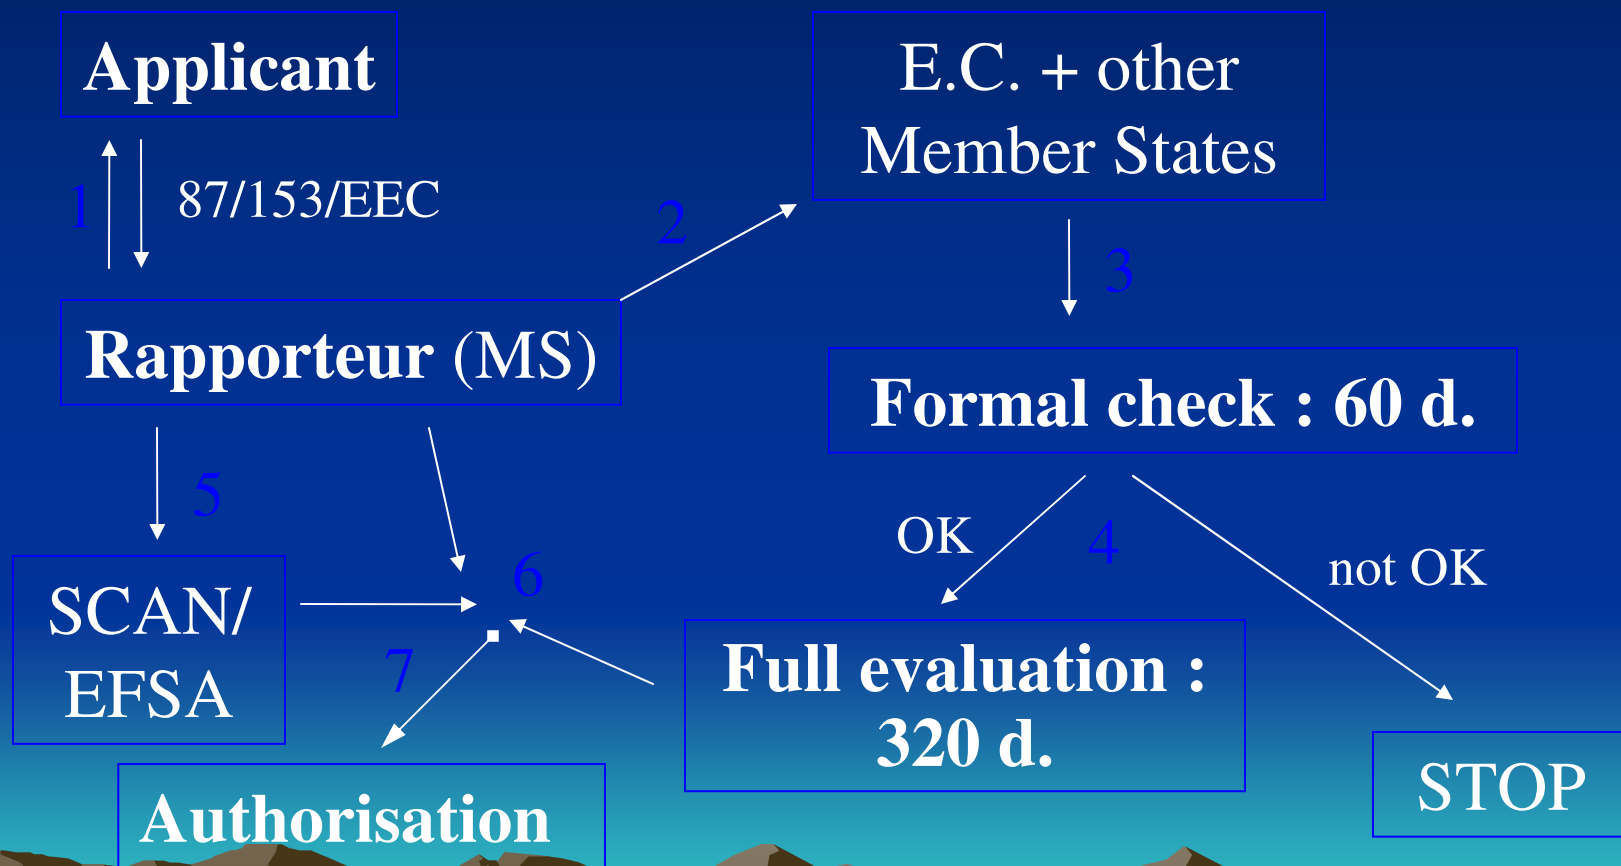 Applicant
E.C. + other
Member States
1
87/153/EEC
2
3
Rapporteur (MS)
Formal check : 60 d.
5
OK
4
not OK
6
SCAN/
EFSA
7
Full evaluation :
320 d.
STOP
Authorisation